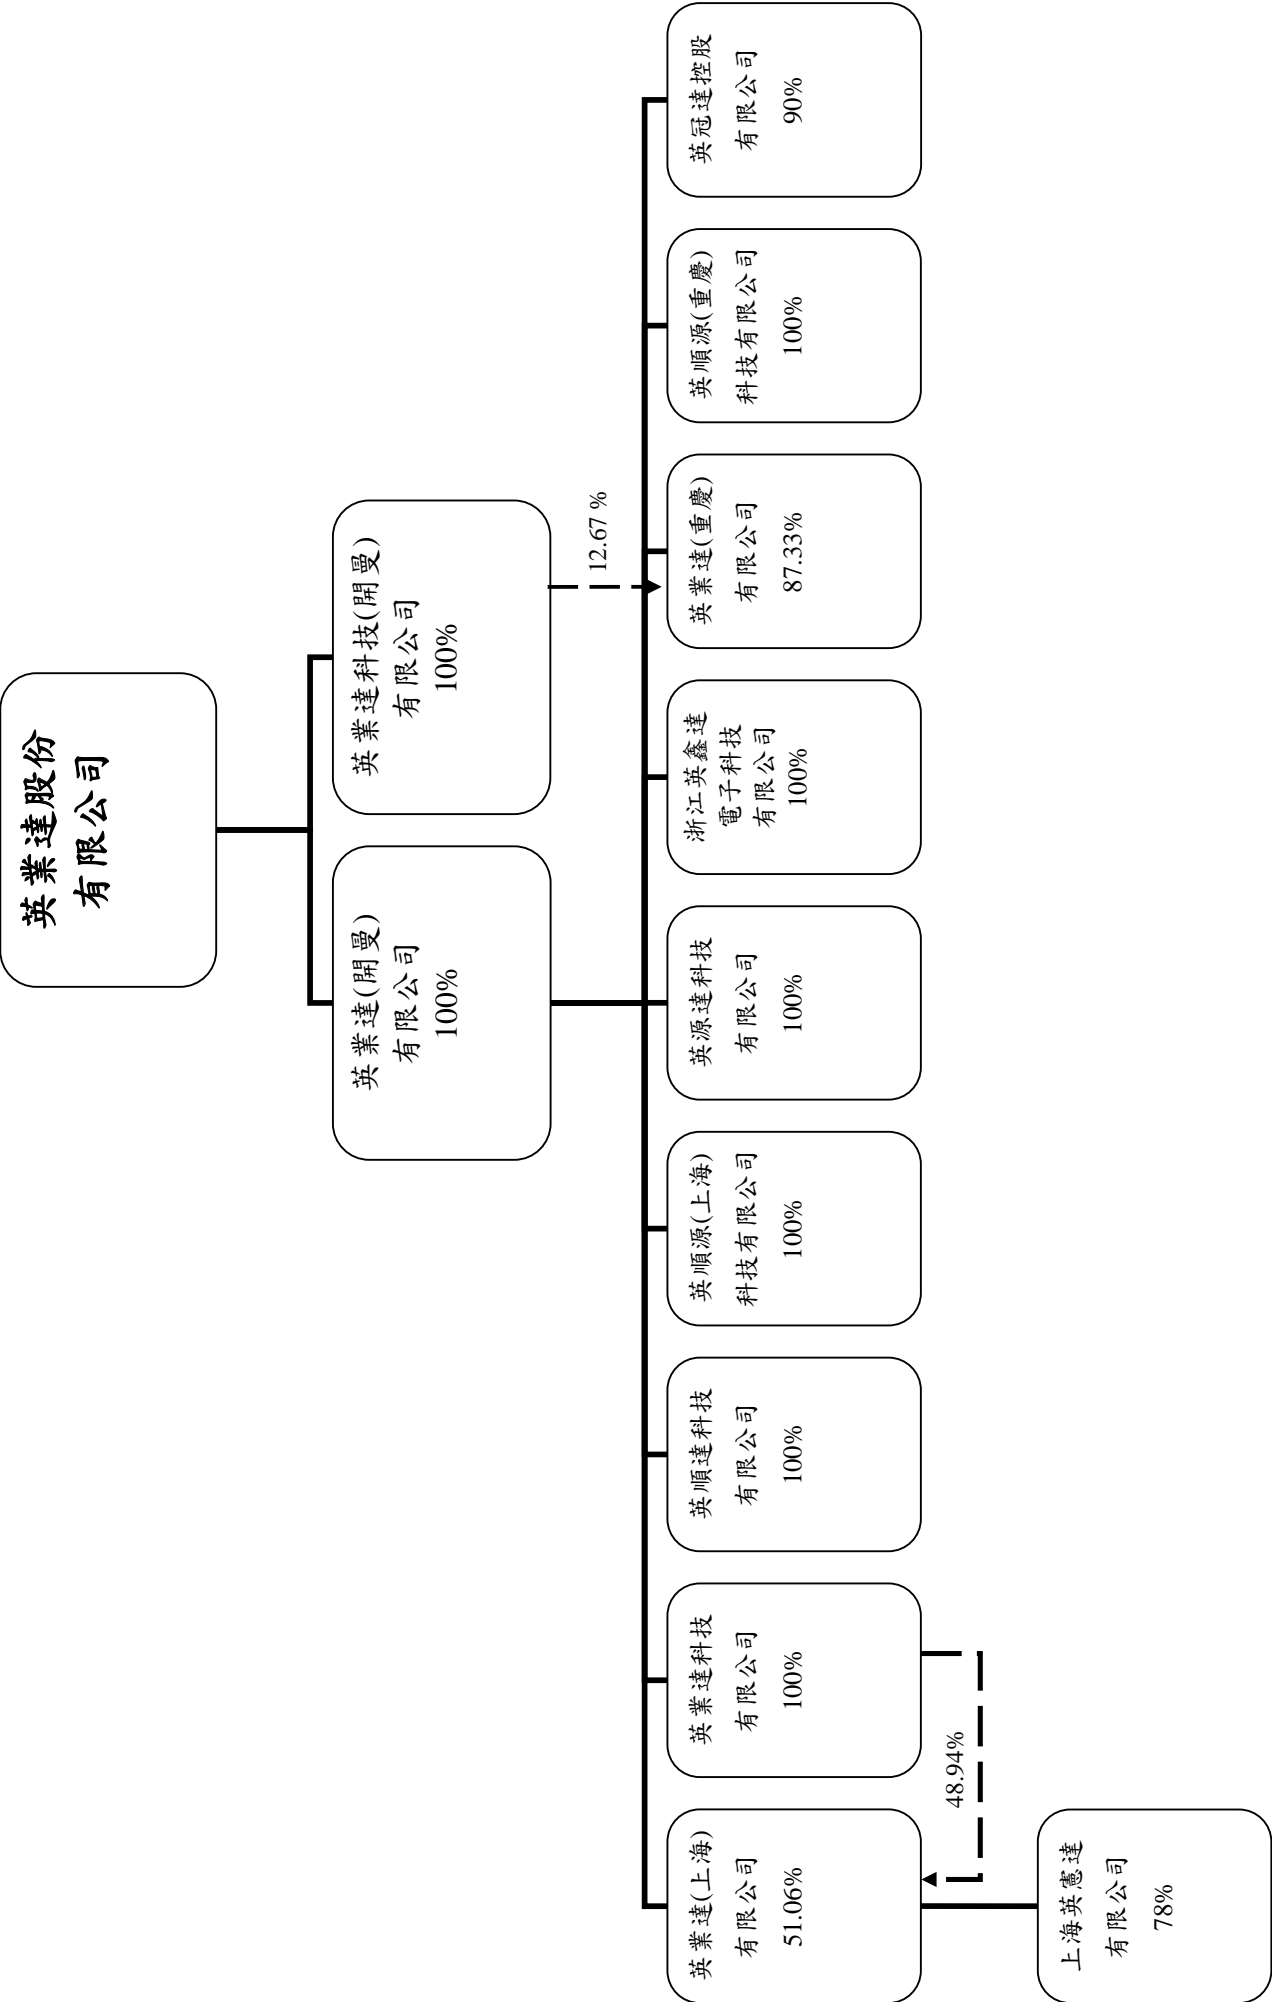 英業達股份
有限公司
英業達(開曼)
有限公司
100%
英業達科技(開曼)
有限公司
100%
12.67 %
英業達(上海)
有限公司
51.06%
英業達科技
有限公司
100%
英順達科技
有限公司
100%
英順源(上海)
科技有限公司
100%
英源達科技
有限公司
100%
浙江英鑫達
電子科技
有限公司
100%
英業達(重慶)
有限公司
87.33%
英順源(重慶)
科技有限公司
100%
英冠達控股
有限公司
90%
48.94%
上海英憲達
有限公司
78%